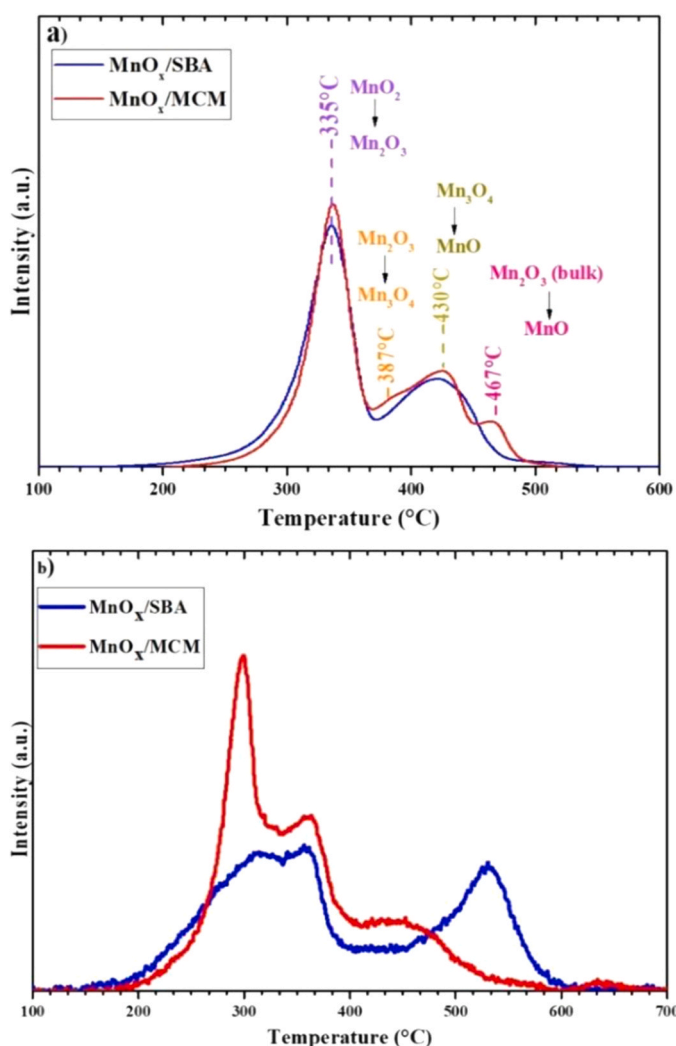 a)
MnOx/SBA
MnOx/MCM
335°C
MnO2
Mn2O3
Mn2O3
Mn3O4
387°C
Mn3O4
MnO
430°C
Mn2O3 (bulk)
MnO
467°C
Intensity (a.u.)
100 200 300 400 500 600
Temperature (°C)
b)
MnOx/SBA
MnOx/MCM
Intensity (a.u.)
100 200 300 400 500 600 700
Temperature (°C)